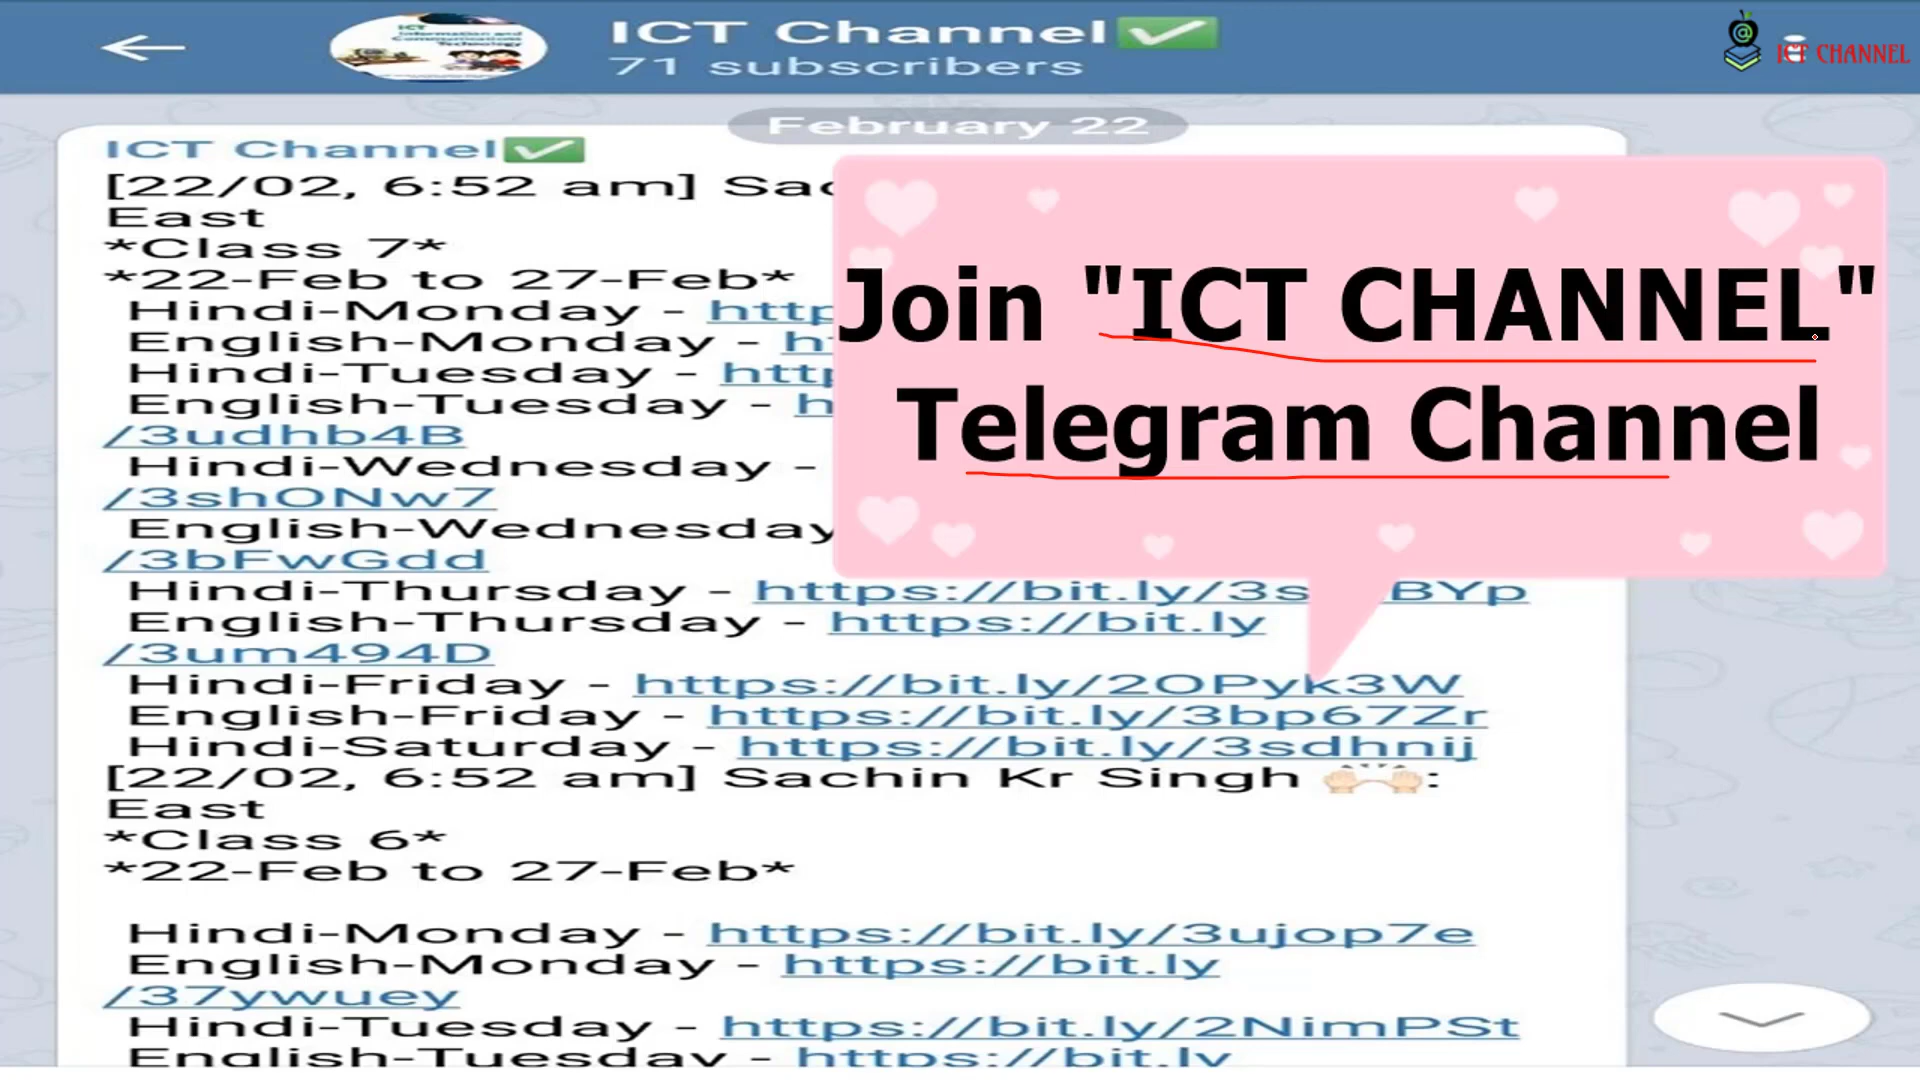 ICT Channel✅
71 subscribers
ICT CHANNEL
February 22
ICT Channel✅
[22/02, 6:52 am]
East
*Class 7*
*22-Feb to 27-Feb*
Hindi-Monday -
English-Monday -
Hindi-Tuesday -
English-Tuesday -
/3udhb4B
Hindi-Wednesday -
/3shONw7
English-Wednesday
/3bFwGdd
Hindi-Thursday - https://bit.ly/3s BYp
English-Thursday - https://bit.ly
/3um494D
Hindi-Friday - https://bit.ly/2OPyk3W
English-Friday - https://bit.ly/3bp67Zr
Hindi-Saturday - https://bit.ly/3sdhnij
[22/02, 6:52 am] Sachin Kr Singh 🙌🏻:
East
*Class 6*
*22-Feb to 27-Feb*
Hindi-Monday - https://bit.ly/3ujop7e
English-Monday - https://bit.ly
/37ywuey
Hindi-Tuesday - https://bit.ly/2NimPSt
English-Tuesday - https://bit.ly
Join "ICT CHANNEL"
Telegram Channel